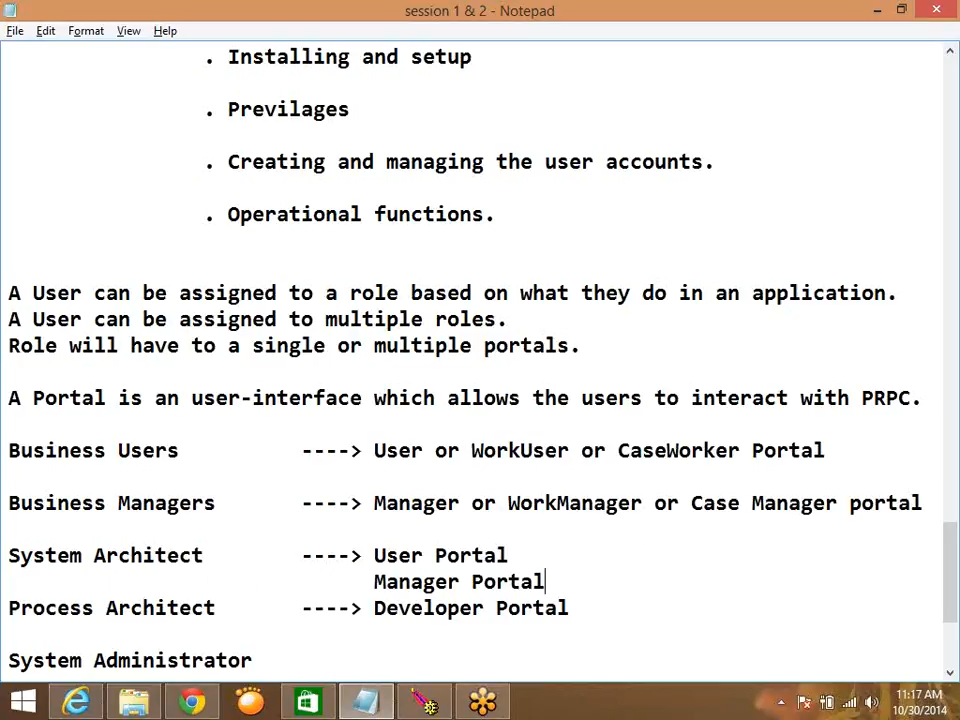 session 1 & 2 - Notepad
File Edit Format View Help
. Installing and setup
. Previlages
. Creating and managing the user accounts.
. Operational functions.
A User can be assigned to a role based on what they do in an application.
A User can be assigned to multiple roles.
Role will have to a single or multiple portals.
A Portal is an user-interface which allows the users to interact with PRPC.
Business Users ----> User or WorkUser or CaseWorker Portal
Business Managers ----> Manager or WorkManager or Case Manager portal
System Architect ----> User Portal
Manager Portal
Process Architect ----> Developer Portal
System Administrator
11:17 AM
10/30/2014